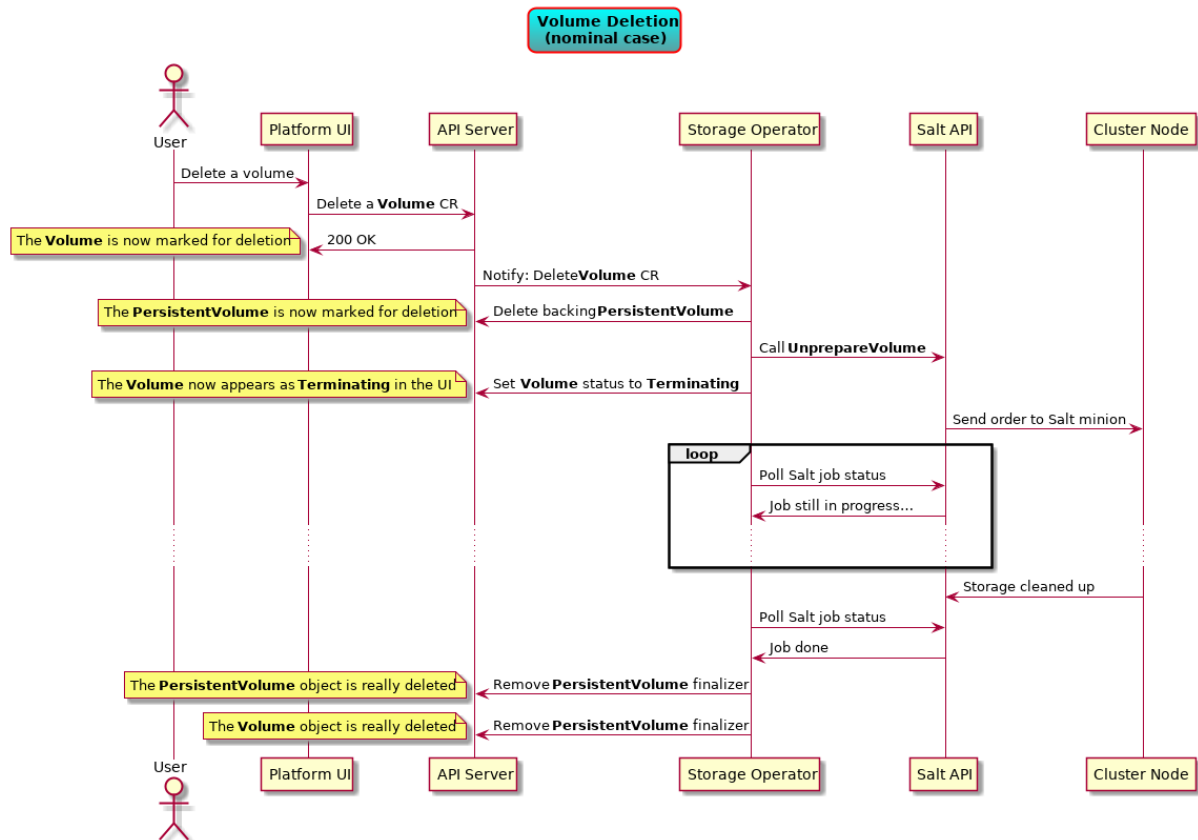 Volume Deletion
(nominal case)
User
Platform UI
API Server
Storage Operator
Salt API
Cluster Node
Delete a volume
Delete a Volume CR
The Volume is now marked for deletion
200 OK
Notify: DeleteVolume CR
The PersistentVolume is now marked for deletion
Delete backingPersistentVolume
Call UnprepareVolume
The Volume now appears as Terminating in the UI
Set Volume status to Terminating
Send order to Salt minion
loop
Poll Salt job status
Job still in progress...
Storage cleaned up
Poll Salt job status
Job done
The PersistentVolume object is really deleted
Remove PersistentVolume finalizer
The Volume object is really deleted
Remove PersistentVolume finalizer
User
Platform UI
API Server
Storage Operator
Salt API
Cluster Node